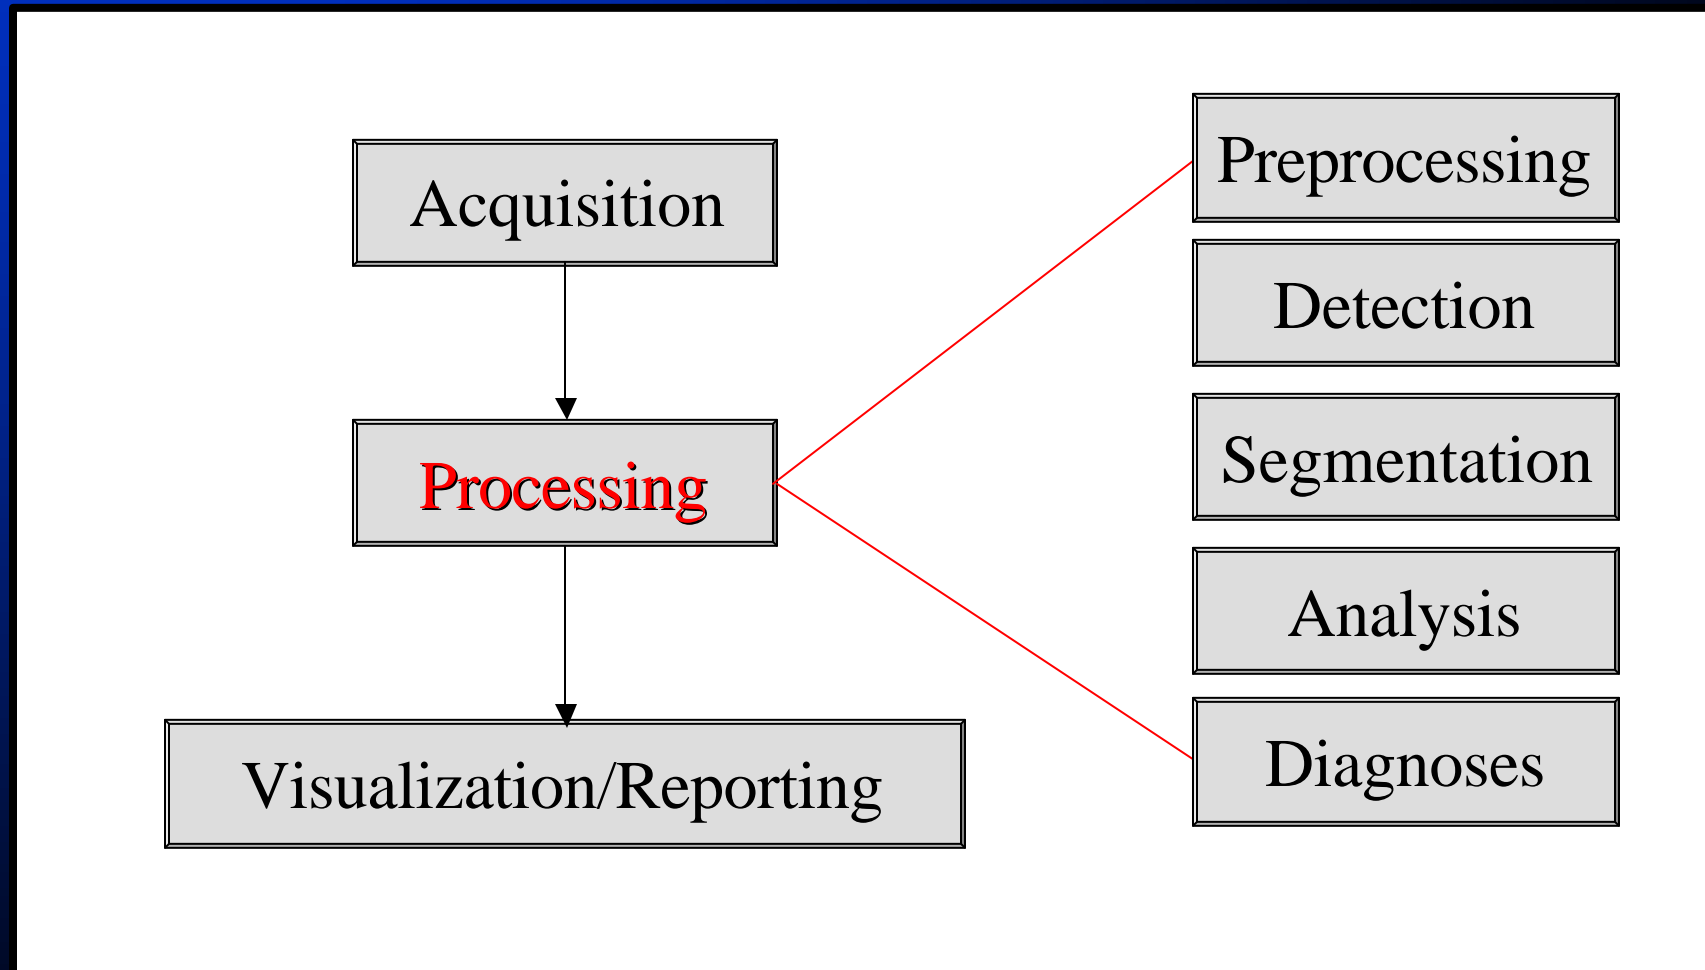 Acquisition
Processing
Visualization/Reporting
Preprocessing
Detection
Segmentation
Analysis
Diagnoses